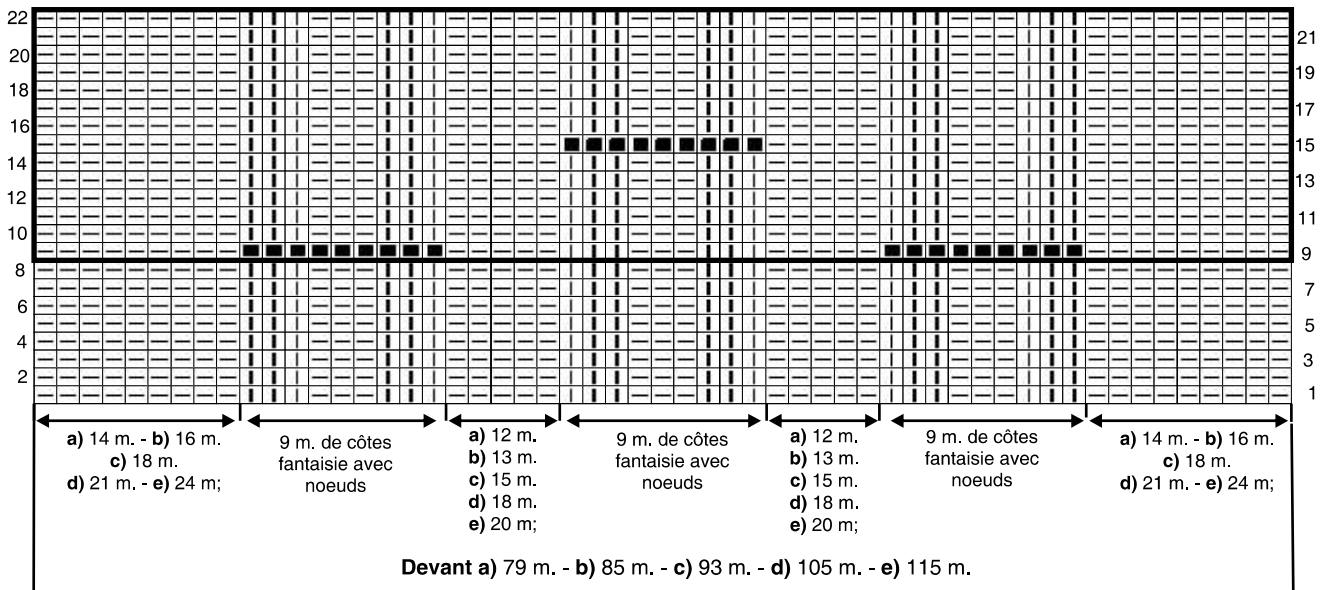 22
21
20
19
18
17
16
15
14
13
12
11
10
9
8
7
6
5
4
3
2
1
a) 14 m. - b) 16 m.
c) 18 m.
d) 21 m. - e) 24 m;
9 m. de côtes
fantaisie avec
noeuds
a) 12 m.
b) 13 m.
c) 15 m.
d) 18 m.
e) 20 m;
9 m. de côtes
fantaisie avec
noeuds
a) 12 m.
b) 13 m.
c) 15 m.
d) 18 m.
e) 20 m;
9 m. de côtes
fantaisie avec
noeuds
a) 14 m. - b) 16 m.
c) 18 m.
d) 21 m. - e) 24 m;
Devant a) 79 m. - b) 85 m. - c) 93 m. - d) 105 m. - e) 115 m.